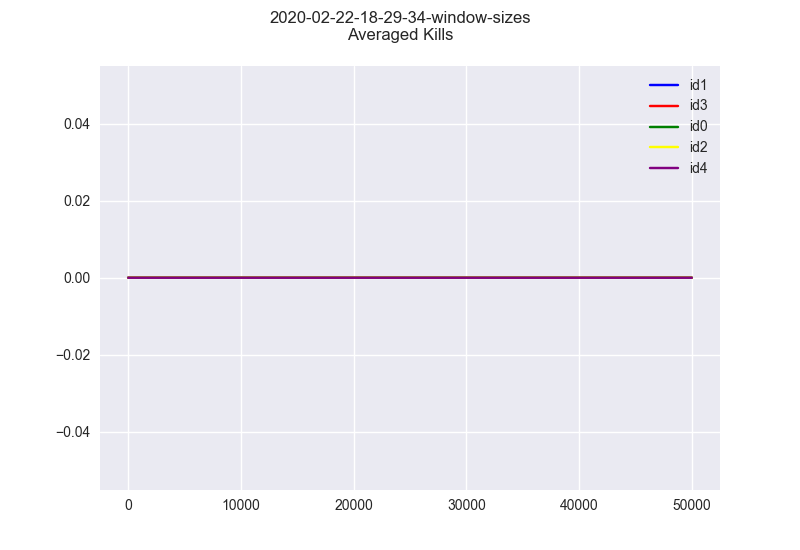 2020-02-22-18-29-34-window-sizes
Averaged Kills
id1
id3
id0
id2
id4
0.04
0.02
0.00
−0.02
−0.04
0 10000 20000 30000 40000 50000